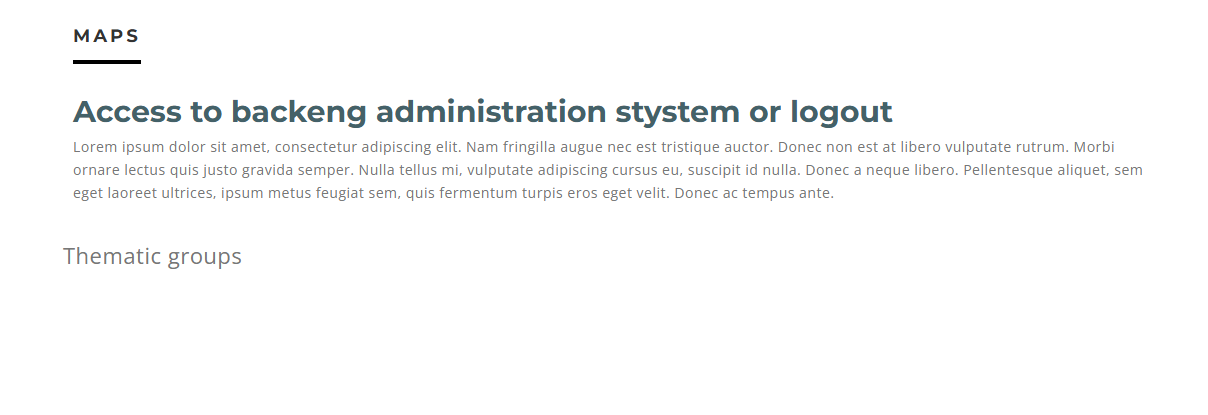 MAPS
Access to backeng administration stystem or logout
Lorem ipsum dolor sit amet, consectetur adipiscing elit. Nam fringilla augue nec est tristique auctor. Donec non est at libero vulputate rutrum. Morbi
ornare lectus quis justo gravida semper. Nulla tellus mi, vulputate adipiscing cursus eu, suscipit id nulla. Donec a neque libero. Pellentesque aliquet, sem
eget laoreet ultrices, ipsum metus feugiat sem, quis fermentum turpis eros eget velit. Donec ac tempus ante.
Thematic groups